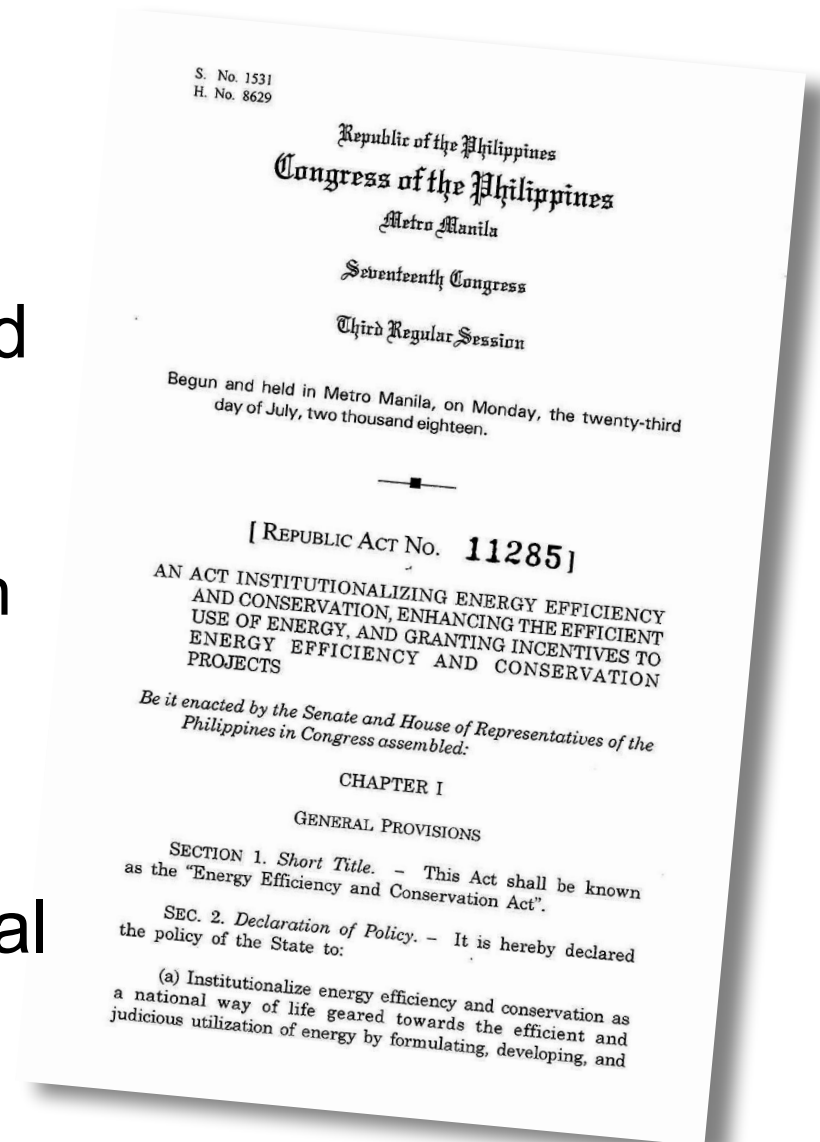 S. No. 1531
H. No. 8629
Republic of the Philippines
Congress of the Philippines
Metro Manila
Seventeenth Congress
Third Regular Session
Begun and held in Metro Manila, on Monday, the twenty-third
day of July, two thousand eighteen.
[ REPUBLIC ACT NO. 11285]
AN ACT INSTITUTIONALIZING ENERGY EFFICIENCY
AND CONSERVATION, ENHANCING THE EFFICIENT
USE OF ENERGY, AND GRANTING INCENTIVES TO
ENERGY EFFICIENCY AND CONSERVATION
PROJECTS
Be it enacted by the Senate and House of Representatives of the
Philippines in Congress assembled:
CHAPTER I
GENERAL PROVISIONS
SECTION 1. Short Title. – This Act shall be known
as the “Energy Efficiency and Conservation Act”.
SEC. 2. Declaration of Policy. – It is hereby declared
the policy of the State to:
(a) Institutionalize energy efficiency and conservation as
a national way of life geared towards the efficient and
judicious utilization of energy by formulating, developing, and